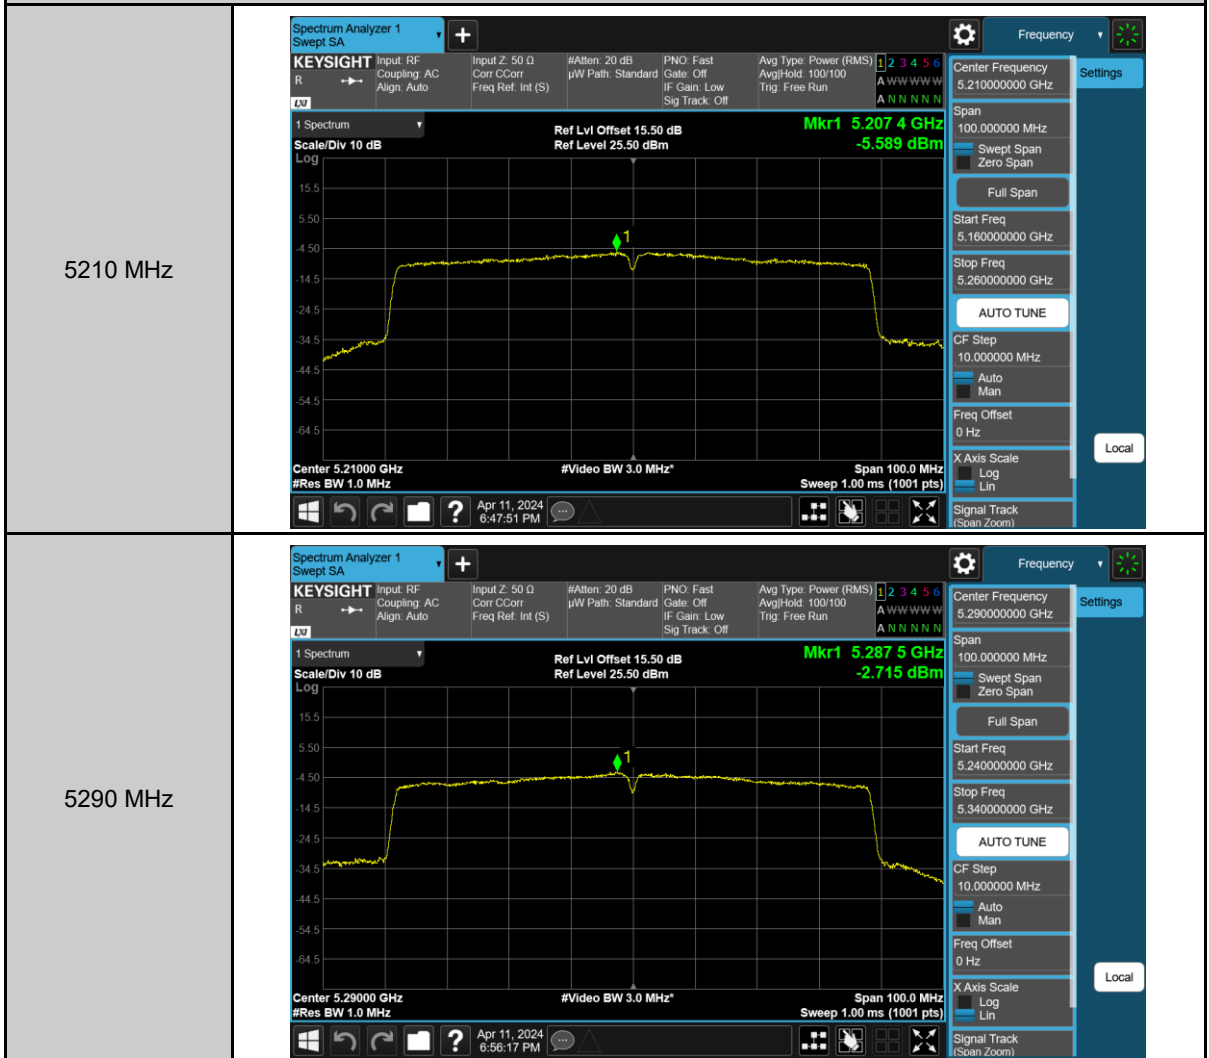 5210 MHz
Spectrum Analyzer 1
Swept SA
+
Frequency
KEYSIGHT
R
LXI
Input: RF
Coupling: AC
Align: Auto
Input Z: 50 Ω
Corr CCorr
Freq Ref: Int (S)
#Atten: 20 dB
µW Path: Standard
PNO: Fast
Gate: Off
IF Gain: Low
Sig Track: Off
Avg Type: Power (RMS)
Avg|Hold: 100/100
Trig: Free Run
1 2 3 4 5 6
A W W W W W
A N N N N N
1 Spectrum
Scale/Div 10 dB
Log
Ref Lvl Offset 15.50 dB
Ref Level 25.50 dBm
Mkr1 5.207 4 GHz
-5.589 dBm
15.5
5.50
-4.50
-14.5
-24.5
-34.5
-44.5
-54.5
-64.5
1
Center 5.21000 GHz
#Res BW 1.0 MHz
#Video BW 3.0 MHz*
Span 100.0 MHz
Sweep 1.00 ms (1001 pts)
?
Apr 11, 2024
6:47:51 PM
Center Frequency
5.210000000 GHz
Settings
Span
100.000000 MHz
Swept Span
Zero Span
Full Span
Start Freq
5.160000000 GHz
Stop Freq
5.260000000 GHz
AUTO TUNE
CF Step
10.000000 MHz
Auto
Man
Freq Offset
0 Hz
X Axis Scale
Log
Lin
Local
Signal Track
(Span Zoom)
5290 MHz
Spectrum Analyzer 1
Swept SA
+
Frequency
KEYSIGHT
R
LXI
Input: RF
Coupling: AC
Align: Auto
Input Z: 50 Ω
Corr CCorr
Freq Ref: Int (S)
#Atten: 20 dB
µW Path: Standard
PNO: Fast
Gate: Off
IF Gain: Low
Sig Track: Off
Avg Type: Power (RMS)
Avg|Hold: 100/100
Trig: Free Run
1 2 3 4 5 6
A W W W W W
A N N N N N
1 Spectrum
Scale/Div 10 dB
Log
Ref Lvl Offset 15.50 dB
Ref Level 25.50 dBm
Mkr1 5.287 5 GHz
-2.715 dBm
15.5
5.50
-4.50
-14.5
-24.5
-34.5
-44.5
-54.5
-64.5
1
Center 5.29000 GHz
#Res BW 1.0 MHz
#Video BW 3.0 MHz*
Span 100.0 MHz
Sweep 1.00 ms (1001 pts)
?
Apr 11, 2024
6:56:17 PM
Center Frequency
5.290000000 GHz
Settings
Span
100.000000 MHz
Swept Span
Zero Span
Full Span
Start Freq
5.240000000 GHz
Stop Freq
5.340000000 GHz
AUTO TUNE
CF Step
10.000000 MHz
Auto
Man
Freq Offset
0 Hz
X Axis Scale
Log
Lin
Local
Signal Track
(Span Zoom)